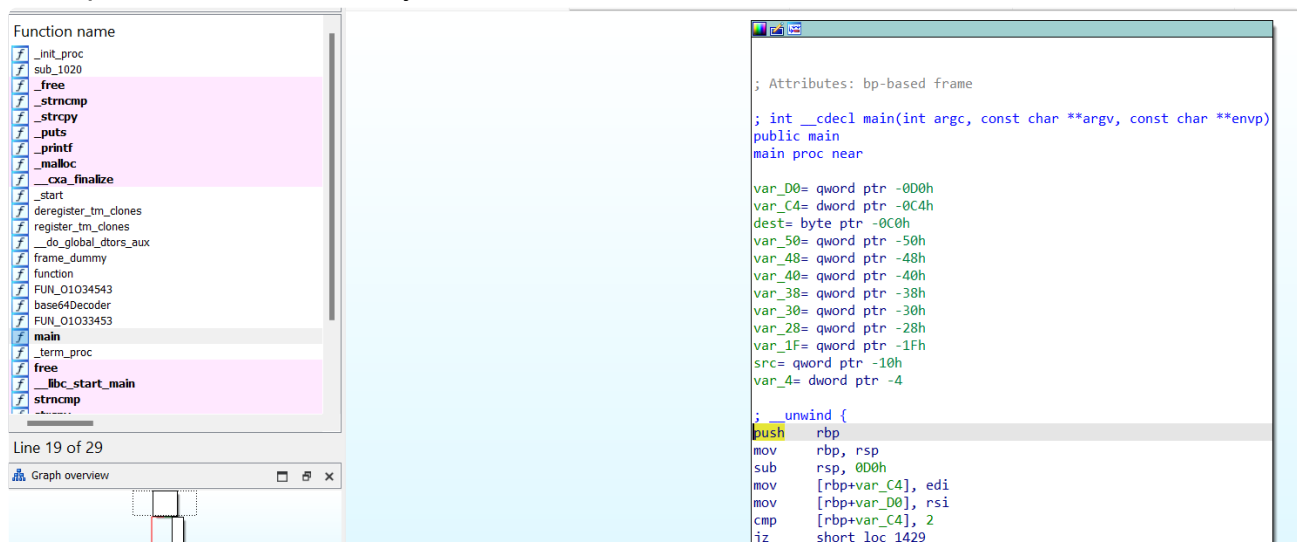 Function name
f _init_proc
f sub_1020
f _free
f _strncmp
f _strcpy
f _puts
f _printf
f _malloc
f __cxa_finalize
f _start
f deregister_tm_clones
f register_tm_clones
f __do_global_dtors_aux
f frame_dummy
f function
f FUN_O1O34543
f base64Decoder
f FUN_O1O33453
f main
f _term_proc
f free
f __libc_start_main
f strncmp
Line 19 of 29
Graph overview
; Attributes: bp-based frame
; int __cdecl main(int argc, const char **argv, const char **envp)
public main
main proc near
var_D0= qword ptr -0D0h
var_C4= dword ptr -0C4h
dest= byte ptr -0C0h
var_50= qword ptr -50h
var_48= qword ptr -48h
var_40= qword ptr -40h
var_38= qword ptr -38h
var_30= qword ptr -30h
var_28= qword ptr -28h
var_1F= qword ptr -1Fh
src= qword ptr -10h
var_4= dword ptr -4
; __unwind {
push rbp
mov rbp, rsp
sub rsp, 0D0h
mov [rbp+var_C4], edi
mov [rbp+var_D0], rsi
cmp [rbp+var_C4], 2
jz short loc_1429